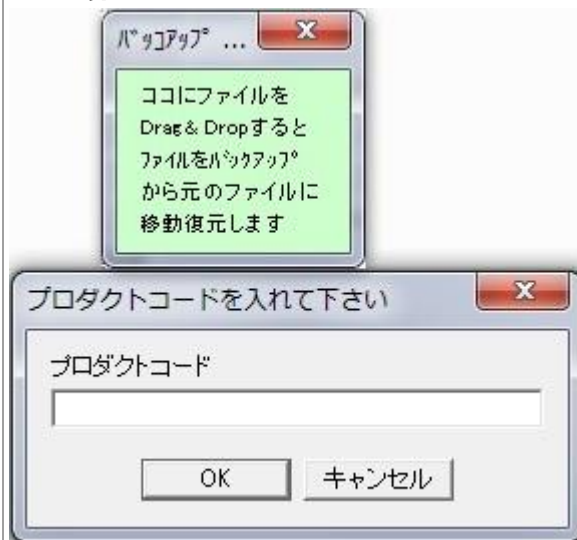 ﾊﾞｯｺｱｯﾌﾟ ...
ココにファイルを
Drag & Dropすると
ﾌｧｲﾙをﾊﾞｯｸｱｯﾌﾟ
から元のファイルに
移動復元します
プロダクトコードを入れて下さい
プロダクトコード
OK
キャンセル